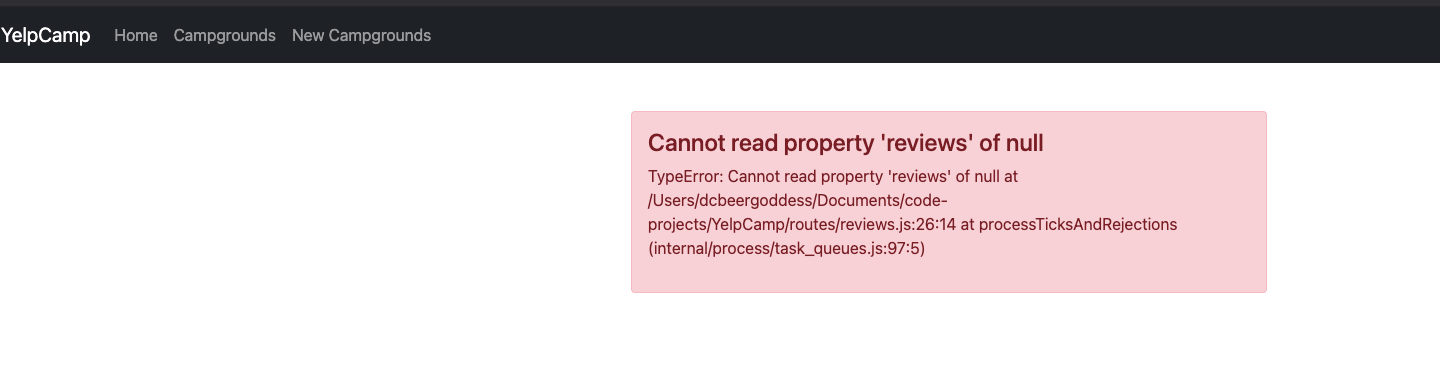 YelpCamp Home Campgrounds New Campgrounds
Cannot read property 'reviews' of null
TypeError: Cannot read property 'reviews' of null at
/Users/dcbeergoddess/Documents/code-
projects/YelpCamp/routes/reviews.js:26:14 at processTicksAndRejections
(internal/process/task_queues.js:97:5)